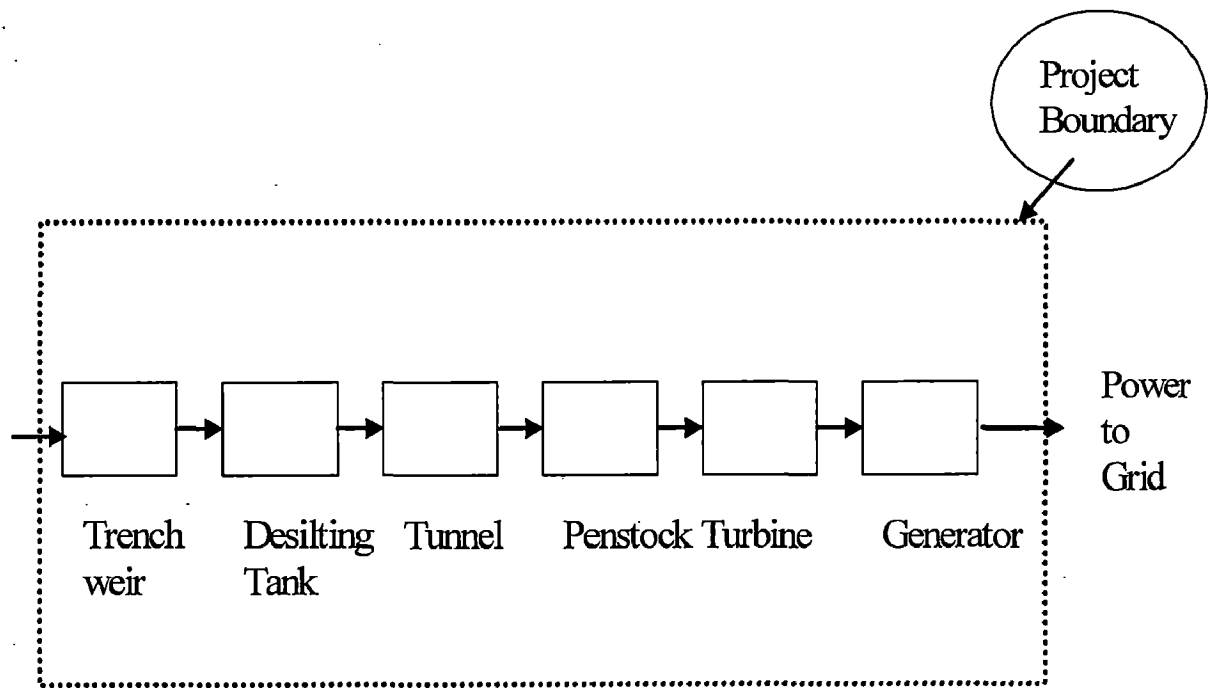 Project
Boundary
Power
to
Grid
Trench
weir
Desilting
Tank
Tunnel
Penstock
Turbine
Generator